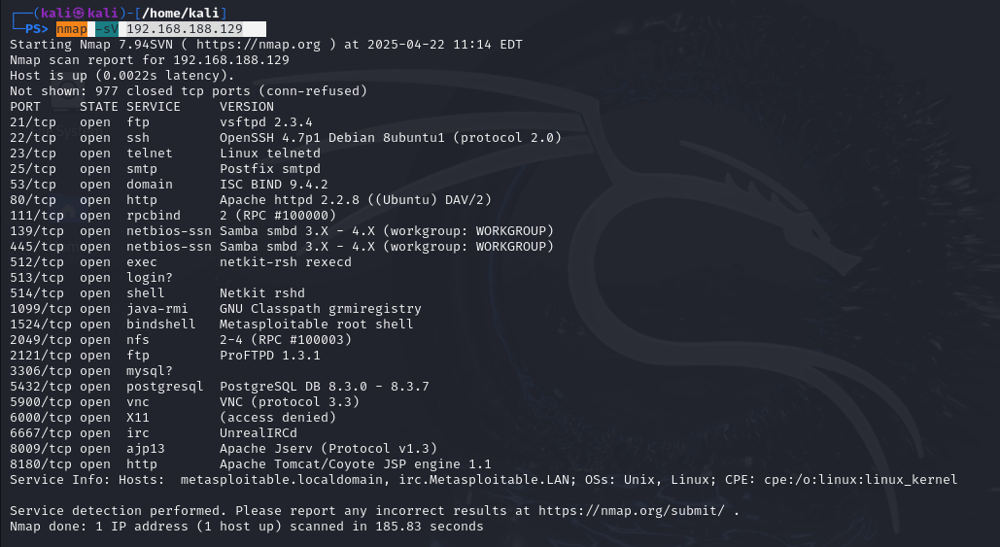 ┌──(kali㉿kali)-[/home/kali]
└─PS> nmap -sV 192.168.188.129
Starting Nmap 7.94SVN ( https://nmap.org ) at 2025-04-22 11:14 EDT
Nmap scan report for 192.168.188.129
Host is up (0.0022s latency).
Not shown: 977 closed tcp ports (conn-refused)
PORT     STATE SERVICE     VERSION
21/tcp   open  ftp         vsftpd 2.3.4
22/tcp   open  ssh         OpenSSH 4.7p1 Debian 8ubuntu1 (protocol 2.0)
23/tcp   open  telnet      Linux telnetd
25/tcp   open  smtp        Postfix smtpd
53/tcp   open  domain      ISC BIND 9.4.2
80/tcp   open  http        Apache httpd 2.2.8 ((Ubuntu) DAV/2)
111/tcp  open  rpcbind     2 (RPC #100000)
139/tcp  open  netbios-ssn Samba smbd 3.X - 4.X (workgroup: WORKGROUP)
445/tcp  open  netbios-ssn Samba smbd 3.X - 4.X (workgroup: WORKGROUP)
512/tcp  open  exec        netkit-rsh rexecd
513/tcp  open  login?
514/tcp  open  shell       Netkit rshd
1099/tcp open  java-rmi    GNU Classpath grmiregistry
1524/tcp open  bindshell   Metasploitable root shell
2049/tcp open  nfs         2-4 (RPC #100003)
2121/tcp open  ftp         ProFTPD 1.3.1
3306/tcp open  mysql?
5432/tcp open  postgresql  PostgreSQL DB 8.3.0 - 8.3.7
5900/tcp open  vnc         VNC (protocol 3.3)
6000/tcp open  X11         (access denied)
6667/tcp open  irc         UnrealIRCd
8009/tcp open  ajp13       Apache Jserv (Protocol v1.3)
8180/tcp open  http        Apache Tomcat/Coyote JSP engine 1.1
Service Info: Hosts:  metasploitable.localdomain, irc.Metasploitable.LAN; OSs: Unix, Linux; CPE: cpe:/o:linux:linux_kernel

Service detection performed. Please report any incorrect results at https://nmap.org/submit/ .
Nmap done: 1 IP address (1 host up) scanned in 185.83 seconds